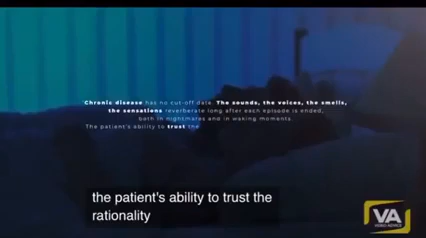 Chronic disease has no cut-off date. The sounds, the voices, the smells,
the sensations reverberate long after each episode is ended,
both in nightmares and in waking moments.
The patient's ability to trust the
the patient's ability to trust the
rationality
VA
VIDEO ADVICE